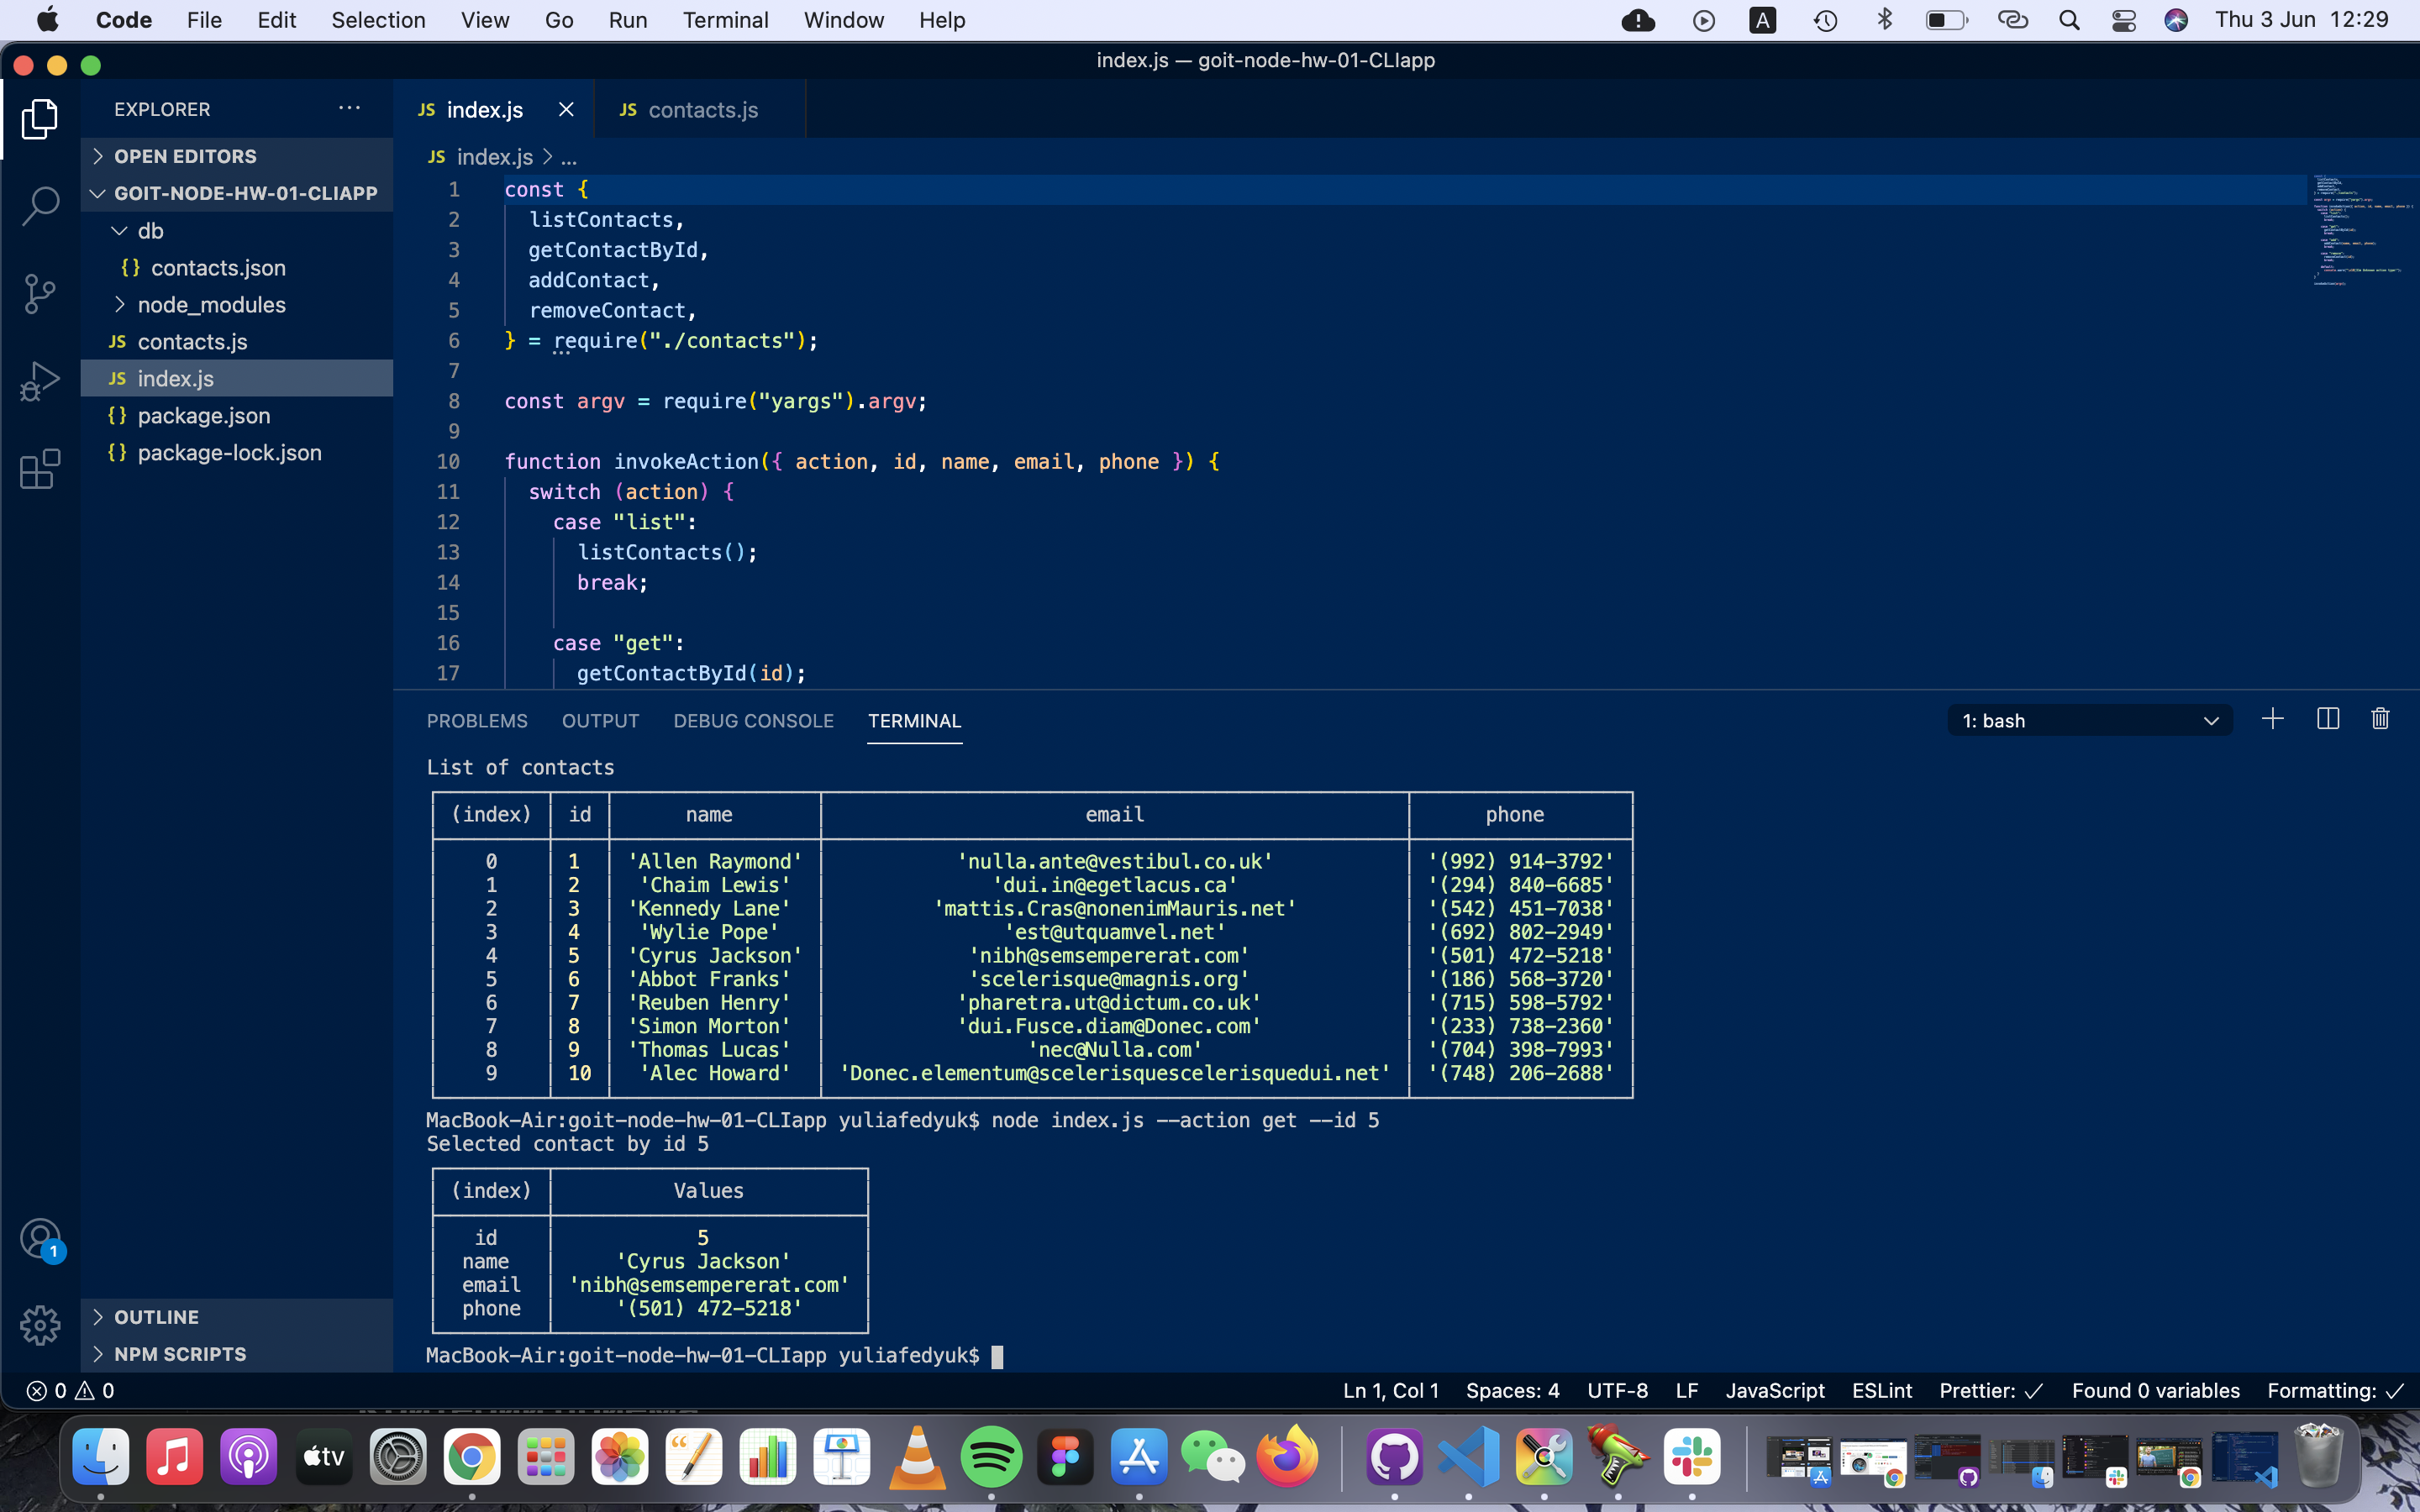 Code File Edit Selection View Go Run Terminal Window Help A Thu 3 Jun 12:29
index.js — goit-node-hw-01-CLIapp
EXPLORER
OPEN EDITORS
GOIT-NODE-HW-01-CLIAPP
db
{} contacts.json
node_modules
JS contacts.js
JS index.js
{} package.json
{} package-lock.json
1
OUTLINE
NPM SCRIPTS
JS index.js JS contacts.js
JS index.js > ...
1 const {
2 listContacts,
3 getContactById,
4 addContact,
5 removeContact,
6 } = require("./contacts");
7
8 const argv = require("yargs").argv;
9
10 function invokeAction({ action, id, name, email, phone }) {
11 switch (action) {
12 case "list":
13 listContacts();
14 break;
15
16 case "get":
17 getContactById(id);
PROBLEMS OUTPUT DEBUG CONSOLE TERMINAL 1: bash
List of contacts
(index) id name email phone
0 1 'Allen Raymond' 'nulla.ante@vestibul.co.uk' '(992) 914-3792'
1 2 'Chaim Lewis' 'dui.in@egetlacus.ca' '(294) 840-6685'
2 3 'Kennedy Lane' 'mattis.Cras@nonenimMauris.net' '(542) 451-7038'
3 4 'Wylie Pope' 'est@utquamvel.net' '(692) 802-2949'
4 5 'Cyrus Jackson' 'nibh@semsempererat.com' '(501) 472-5218'
5 6 'Abbot Franks' 'scelerisque@magnis.org' '(186) 568-3720'
6 7 'Reuben Henry' 'pharetra.ut@dictum.co.uk' '(715) 598-5792'
7 8 'Simon Morton' 'dui.Fusce.diam@Donec.com' '(233) 738-2360'
8 9 'Thomas Lucas' 'nec@Nulla.com' '(704) 398-7993'
9 10 'Alec Howard' 'Donec.elementum@scelerisquescelerisquedui.net' '(748) 206-2688'
MacBook-Air:goit-node-hw-01-CLIapp yuliafedyuk$ node index.js --action get --id 5
Selected contact by id 5
(index) Values
id 5
name 'Cyrus Jackson'
email 'nibh@semsempererat.com'
phone '(501) 472-5218'
MacBook-Air:goit-node-hw-01-CLIapp yuliafedyuk$
0 0 Ln 1, Col 1 Spaces: 4 UTF-8 LF JavaScript ESLint Prettier: ✓ Found 0 variables Formatting: ✓
tv